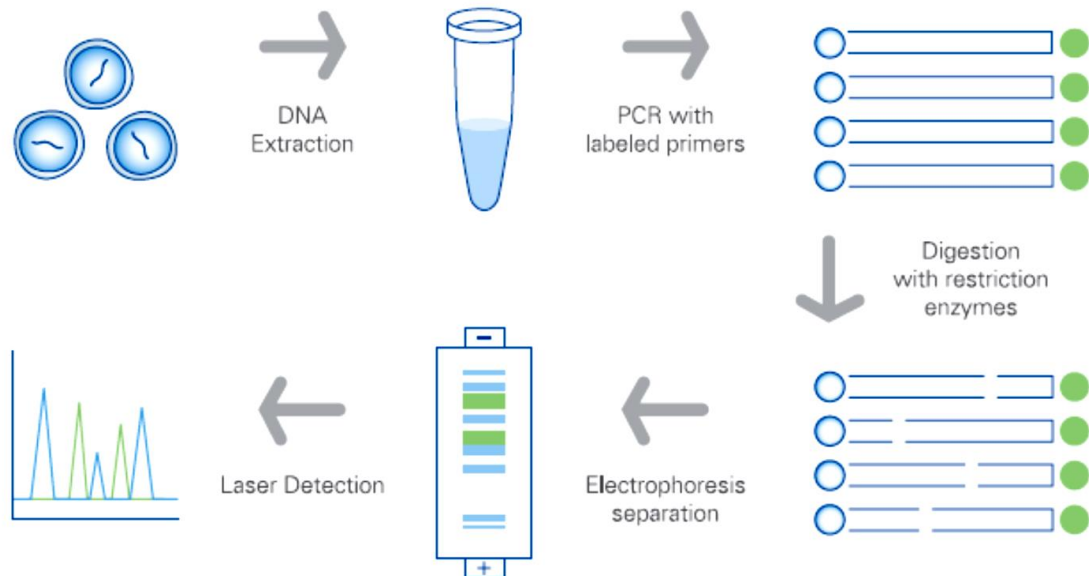 DNA
Extraction
PCR with
labeled primers
Digestion
with restriction
enzymes
-
Laser Detection
Electrophoresis
separation
+